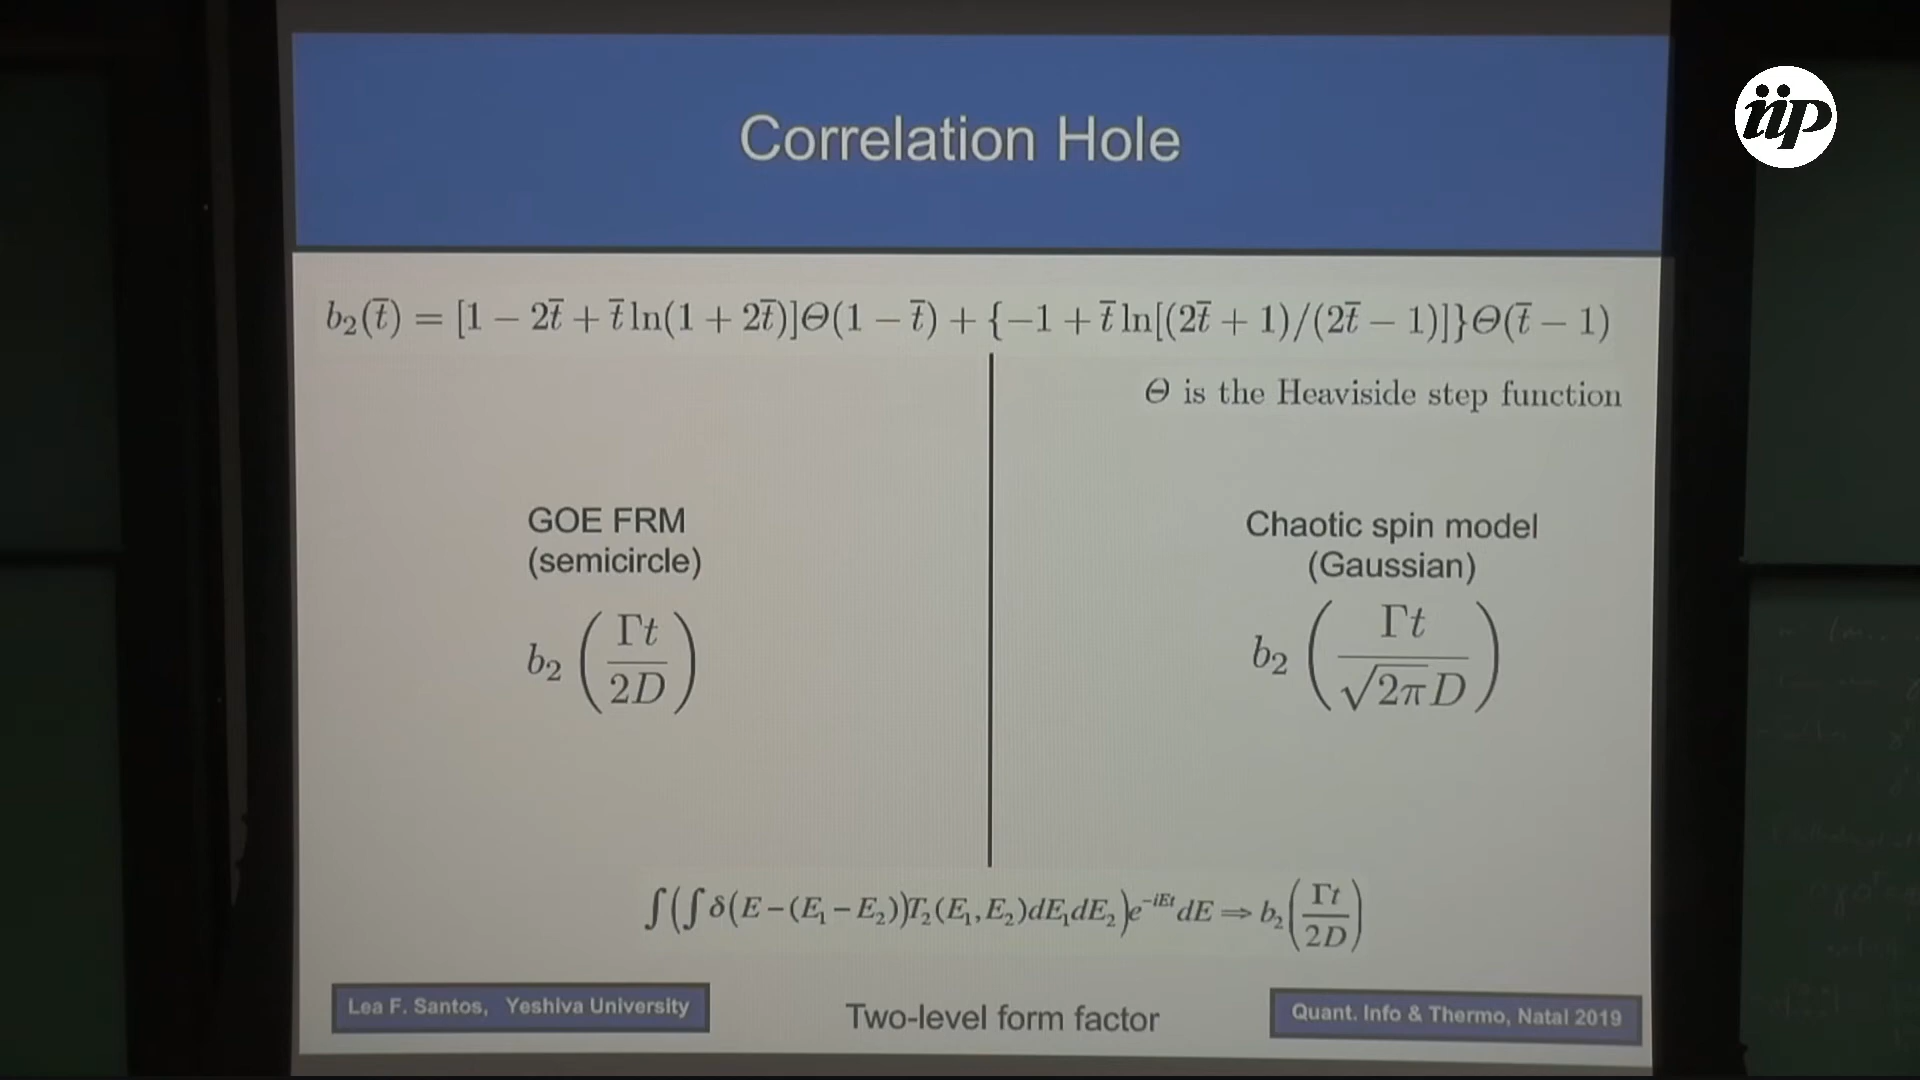 iip
Correlation Hole
b₂(t̅) = [1 − 2t̅ + t̅ ln(1 + 2t̅)]Θ(1 − t̅) + {−1 + t̅ ln[(2t̅ + 1)/(2t̅ − 1)]}Θ(t̅ − 1)
Θ is the Heaviside step function
GOE FRM
(semicircle)
b₂ (Γt / 2D)
Chaotic spin model
(Gaussian)
b₂ (Γt / √2π D)
∫(∫ δ(E − (E₁ − E₂))T₂(E₁, E₂)dE₁dE₂)e^{−iEt} dE ⇒ b₂(Γt / 2D)
Lea F. Santos, Yeshiva University
Two-level form factor
Quant. Info & Thermo, Natal 2019